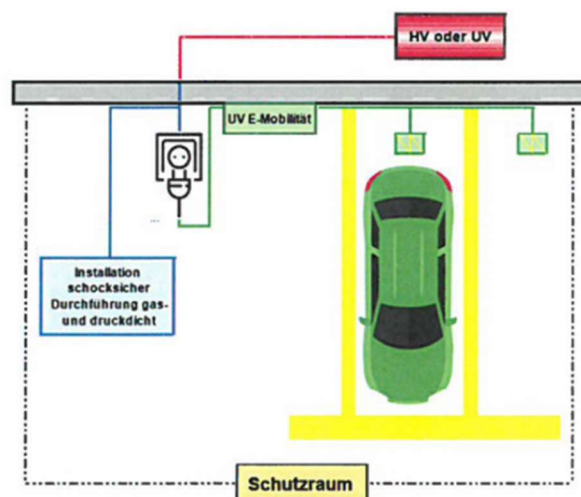 HV oder UV
UV E-Mobilität
...
Installation
schocksicher
Durchführung gas-
und druckdicht
Schutzraum